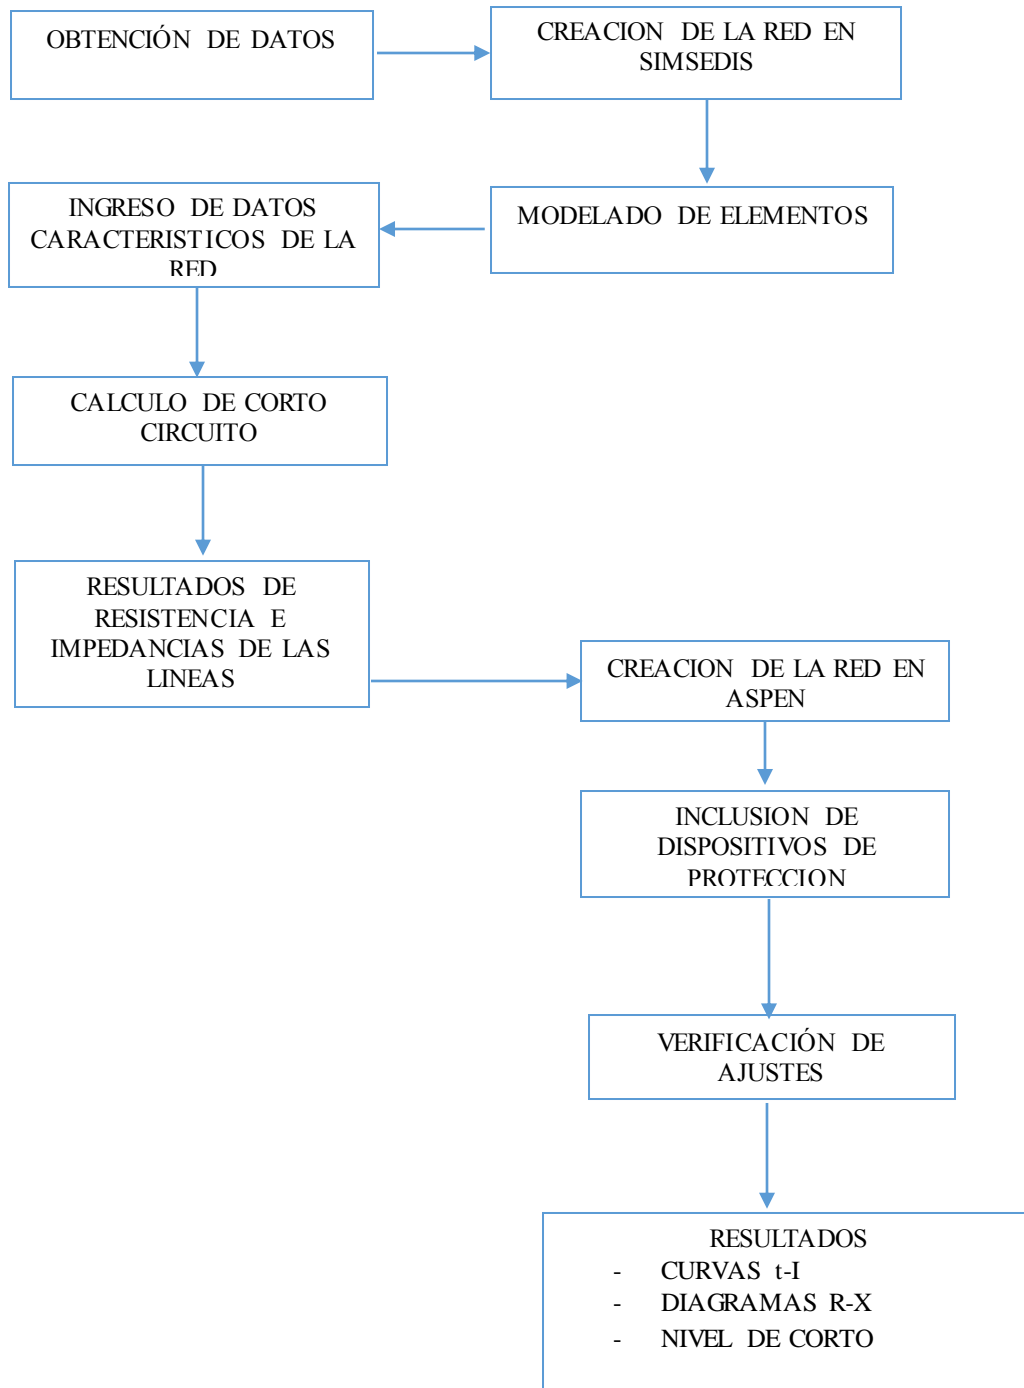 OBTENCIÓN DE DATOS
CREACION DE LA RED EN
SIMSEDIS
MODELADO DE ELEMENTOS
INGRESO DE DATOS
CARACTERISTICOS DE LA
RED
CALCULO DE CORTO
CIRCUITO
RESULTADOS DE
RESISTENCIA E
IMPEDANCIAS DE LAS
LINEAS
CREACION DE LA RED EN
ASPEN
INCLUSION DE
DISPOSITIVOS DE
PROTECCION
VERIFICACIÓN DE
AJUSTES
RESULTADOS
- CURVAS t-I
- DIAGRAMAS R-X
- NIVEL DE CORTO